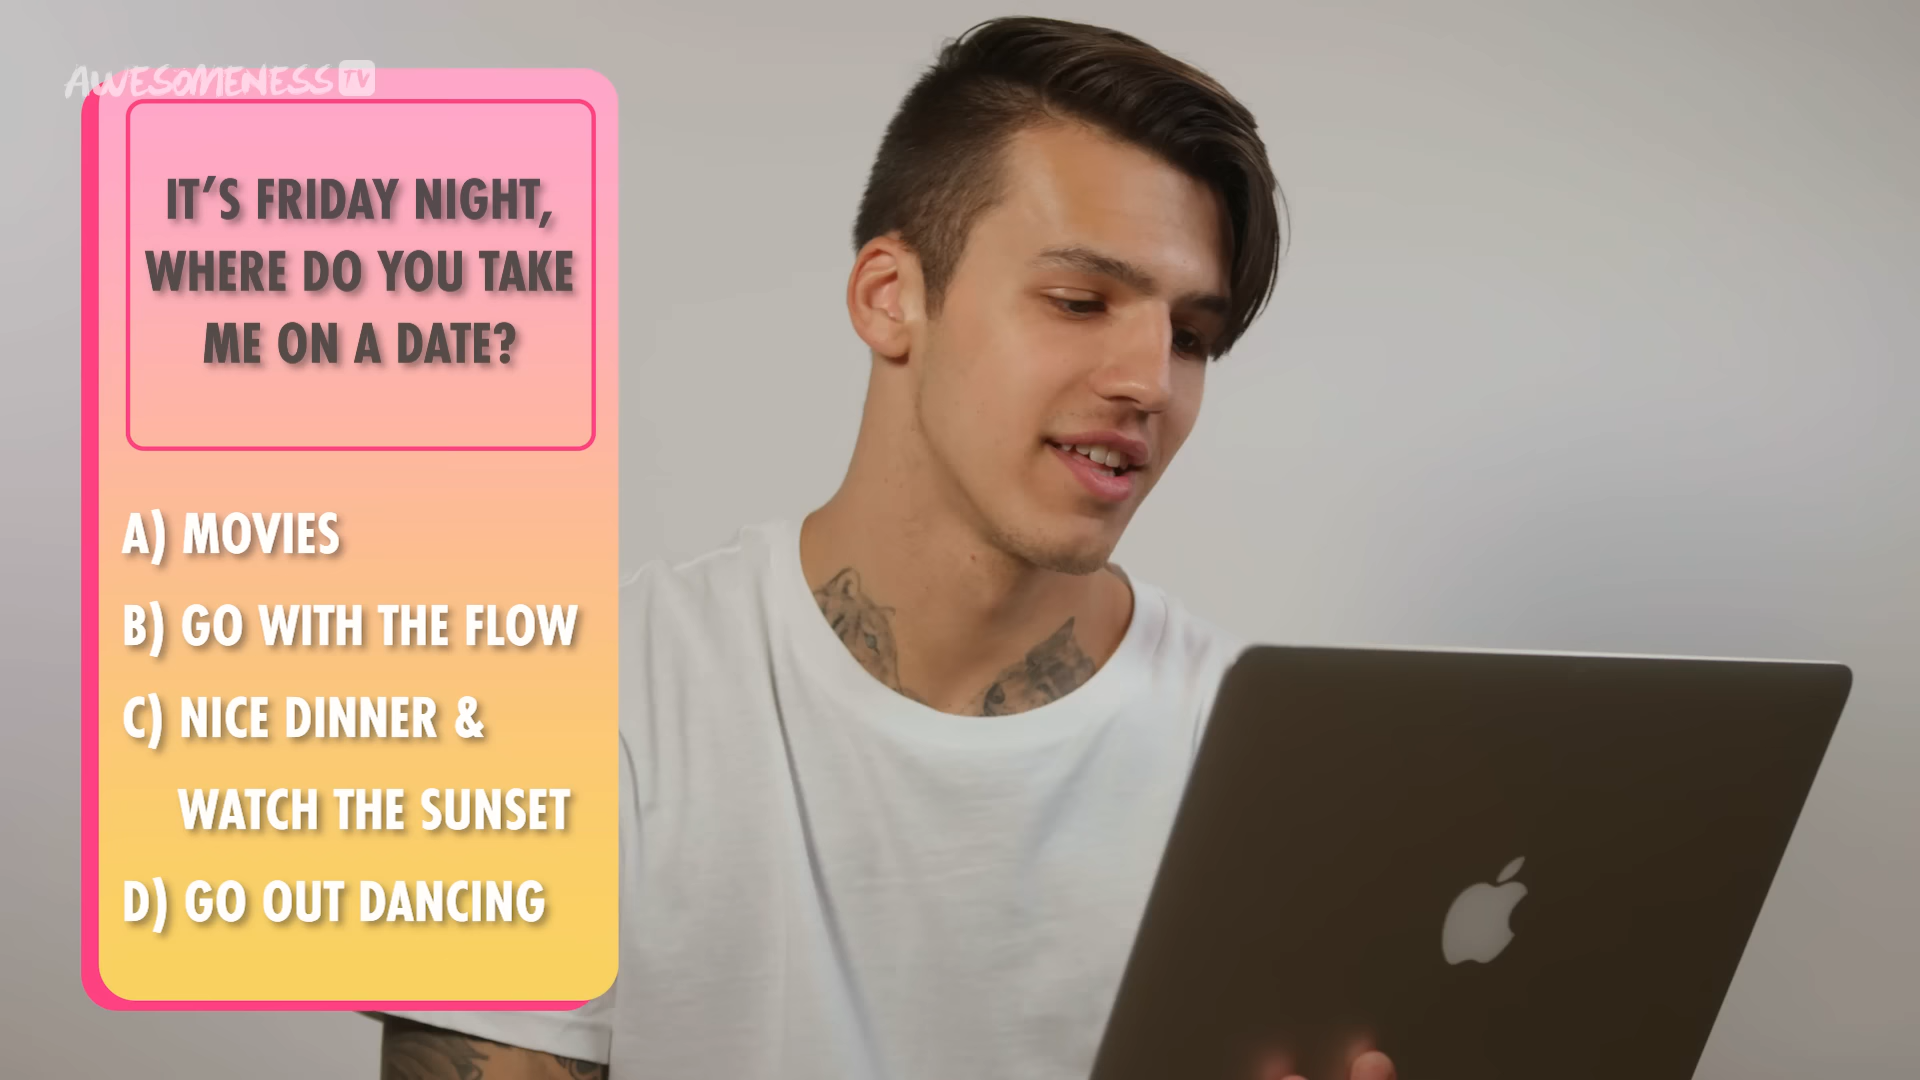 AWESOMENESS TV
IT’S FRIDAY NIGHT,
WHERE DO YOU TAKE
ME ON A DATE?
A) MOVIES
B) GO WITH THE FLOW
C) NICE DINNER &
WATCH THE SUNSET
D) GO OUT DANCING